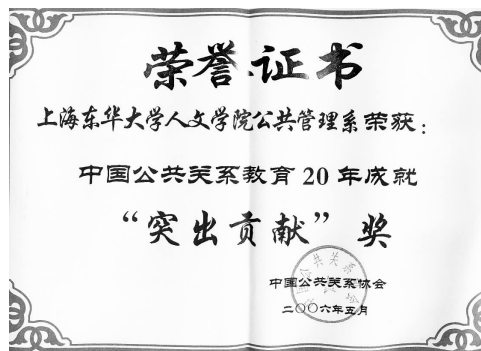 荣誉证书
上海东华大学人文学院公共管理系荣获：
中国公共关系教育20年成就
“突出贡献”奖
中国公共关系协会
二〇〇六年五月